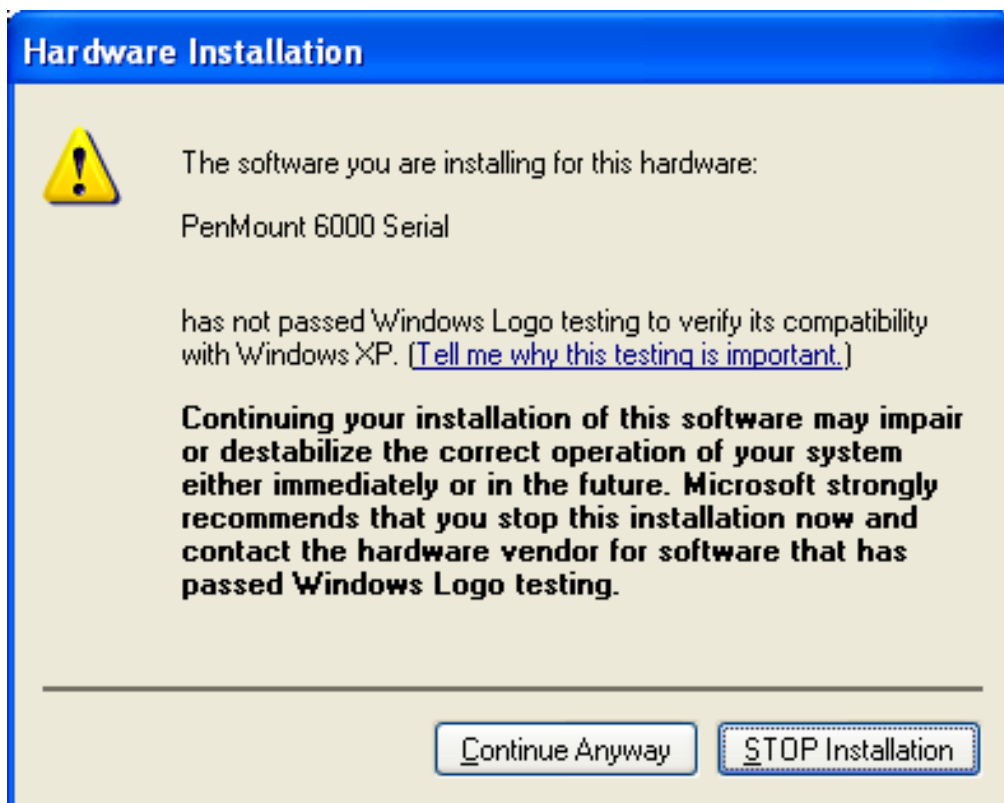 Hardware Installation
The software you are installing for this hardware:
PenMount 6000 Serial
has not passed Windows Logo testing to verify its compatibility
with Windows XP. (Tell me why this testing is important.)
Continuing your installation of this software may impair
or destabilize the correct operation of your system
either immediately or in the future. Microsoft strongly
recommends that you stop this installation now and
contact the hardware vendor for software that has
passed Windows Logo testing.
Continue Anyway
STOP Installation